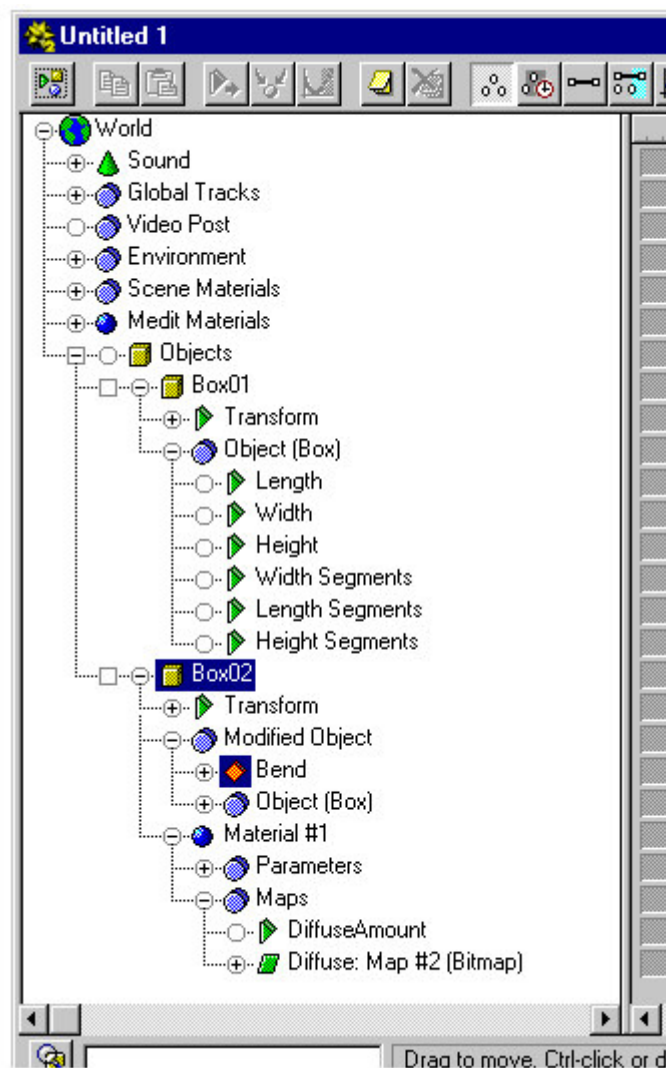 Untitled 1
World
Sound
Global Tracks
Video Post
Environment
Scene Materials
Medit Materials
Objects
Box01
Transform
Object (Box)
Length
Width
Height
Width Segments
Length Segments
Height Segments
Box02
Transform
Modified Object
Bend
Object (Box)
Material #1
Parameters
Maps
DiffuseAmount
Diffuse: Map #2 (Bitmap)
Drag to move. Ctrl-click or d